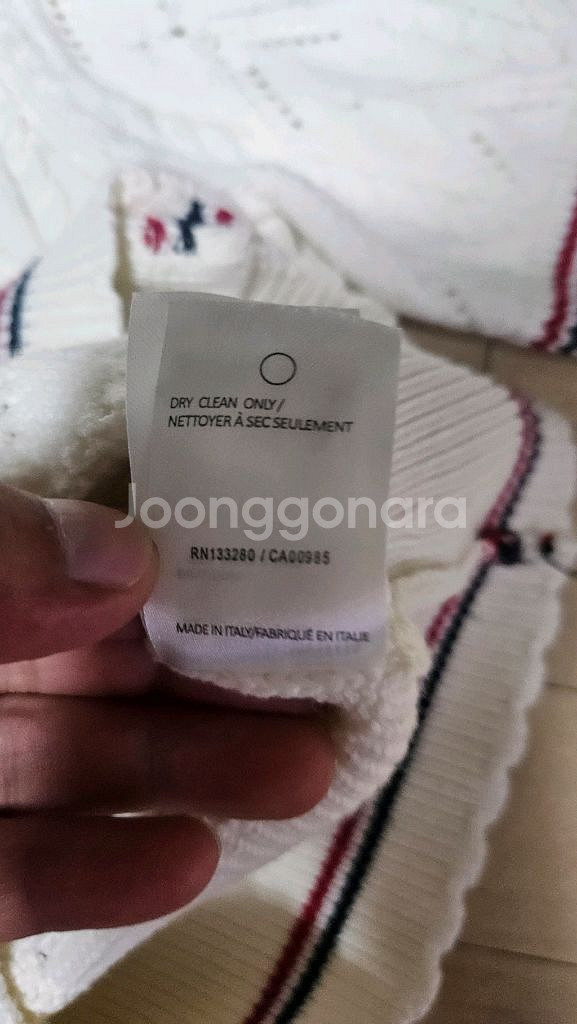 DRY CLEAN ONLY/
NETTOYER À SEC SEULEMENT
Joonggonara
RN133280 / CA00985
MADE IN ITALY/FABRIQUÉ EN ITALIE